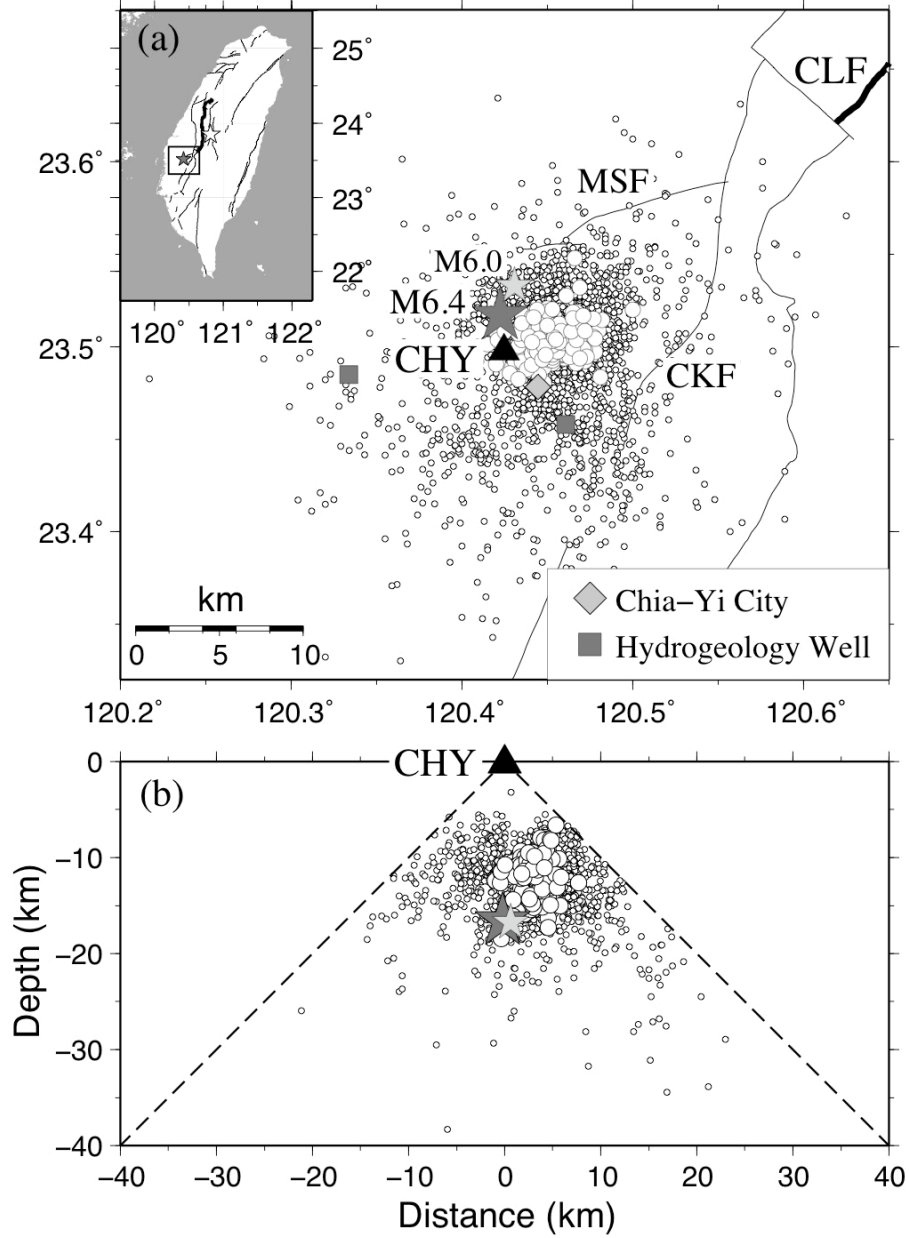 (a)
25˚
24˚
23˚
22˚
120˚ 121˚ 122˚
CLF
MSF
M6.0
M6.4
CHY
CKF
23.6˚
23.5˚
23.4˚
km
0 5 10
Chia−Yi City
Hydrogeology Well
120.2˚ 120.3˚ 120.4˚ 120.5˚ 120.6˚
(b)
CHY
0
−10
−20
−30
−40
Depth (km)
−40 −30 −20 −10 0 10 20 30 40
Distance (km)